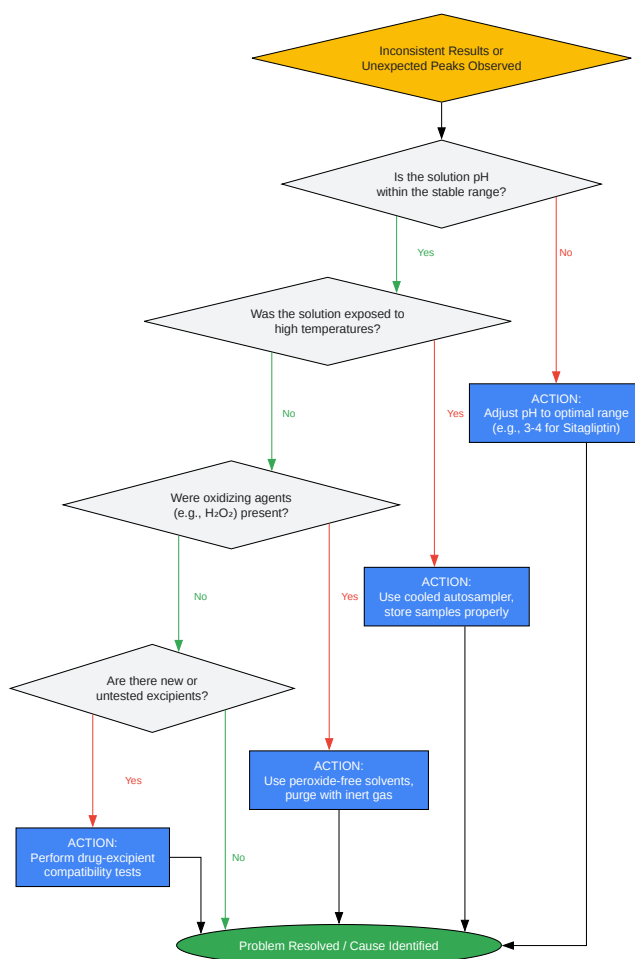 Inconsistent Results or
Unexpected Peaks Observed
Is the solution pH
within the stable range?
Yes
No
Was the solution exposed to
high temperatures?
ACTION:
Adjust pH to optimal range
(e.g., 3-4 for Sitagliptin)
No
Yes
Were oxidizing agents
(e.g., H₂O₂) present?
ACTION:
Use cooled autosampler,
store samples properly
No
Yes
Are there new or
untested excipients?
ACTION:
Use peroxide-free solvents,
purge with inert gas
Yes
No
ACTION:
Perform drug-excipient
compatibility tests
Problem Resolved / Cause Identified